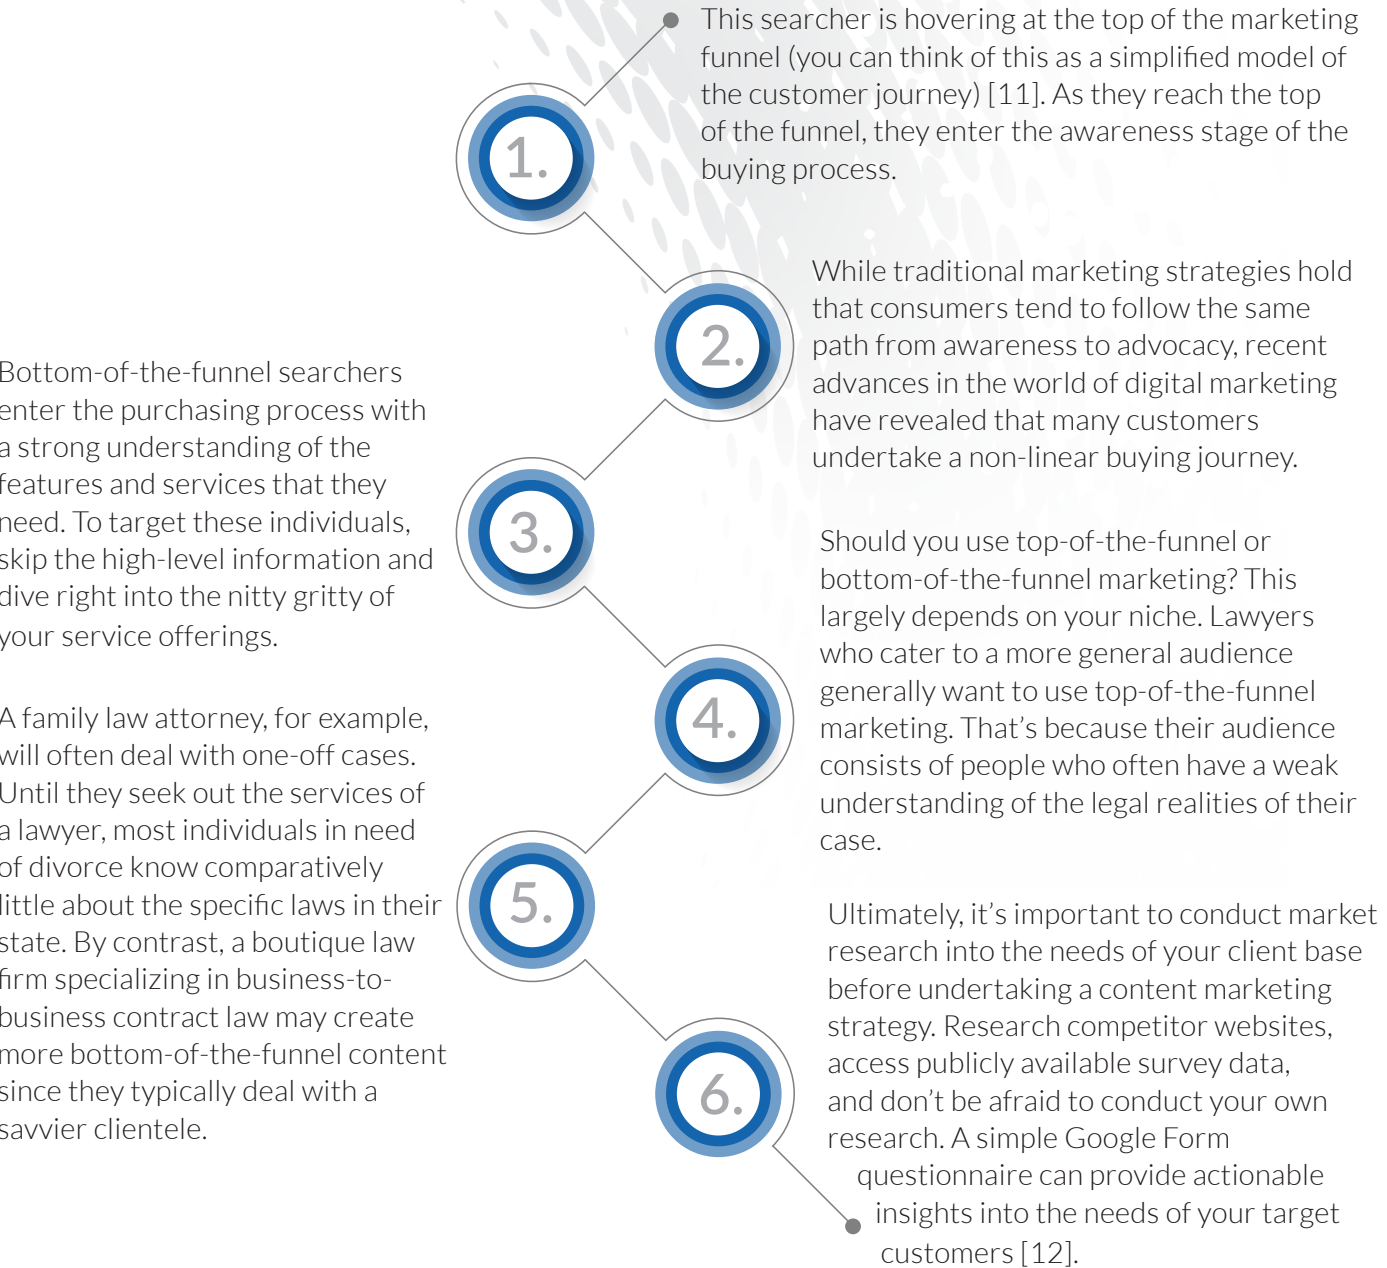 1.
This searcher is hovering at the top of the marketing
funnel (you can think of this as a simplified model of
the customer journey) [11]. As they reach the top
of the funnel, they enter the awareness stage of the
buying process.
2.
While traditional marketing strategies hold
that consumers tend to follow the same
path from awareness to advocacy, recent
advances in the world of digital marketing
have revealed that many customers
undertake a non-linear buying journey.
3.
Bottom-of-the-funnel searchers
enter the purchasing process with
a strong understanding of the
features and services that they
need. To target these individuals,
skip the high-level information and
dive right into the nitty gritty of
your service offerings.
4.
Should you use top-of-the-funnel or
bottom-of-the-funnel marketing? This
largely depends on your niche. Lawyers
who cater to a more general audience
generally want to use top-of-the-funnel
marketing. That’s because their audience
consists of people who often have a weak
understanding of the legal realities of their
case.
5.
A family law attorney, for example,
will often deal with one-off cases.
Until they seek out the services of
a lawyer, most individuals in need
of divorce know comparatively
little about the specific laws in their
state. By contrast, a boutique law
firm specializing in business-to-
business contract law may create
more bottom-of-the-funnel content
since they typically deal with a
savvier clientele.
6.
Ultimately, it’s important to conduct market
research into the needs of your client base
before undertaking a content marketing
strategy. Research competitor websites,
access publicly available survey data,
and don’t be afraid to conduct your own
research. A simple Google Form
questionnaire can provide actionable
insights into the needs of your target
customers [12].